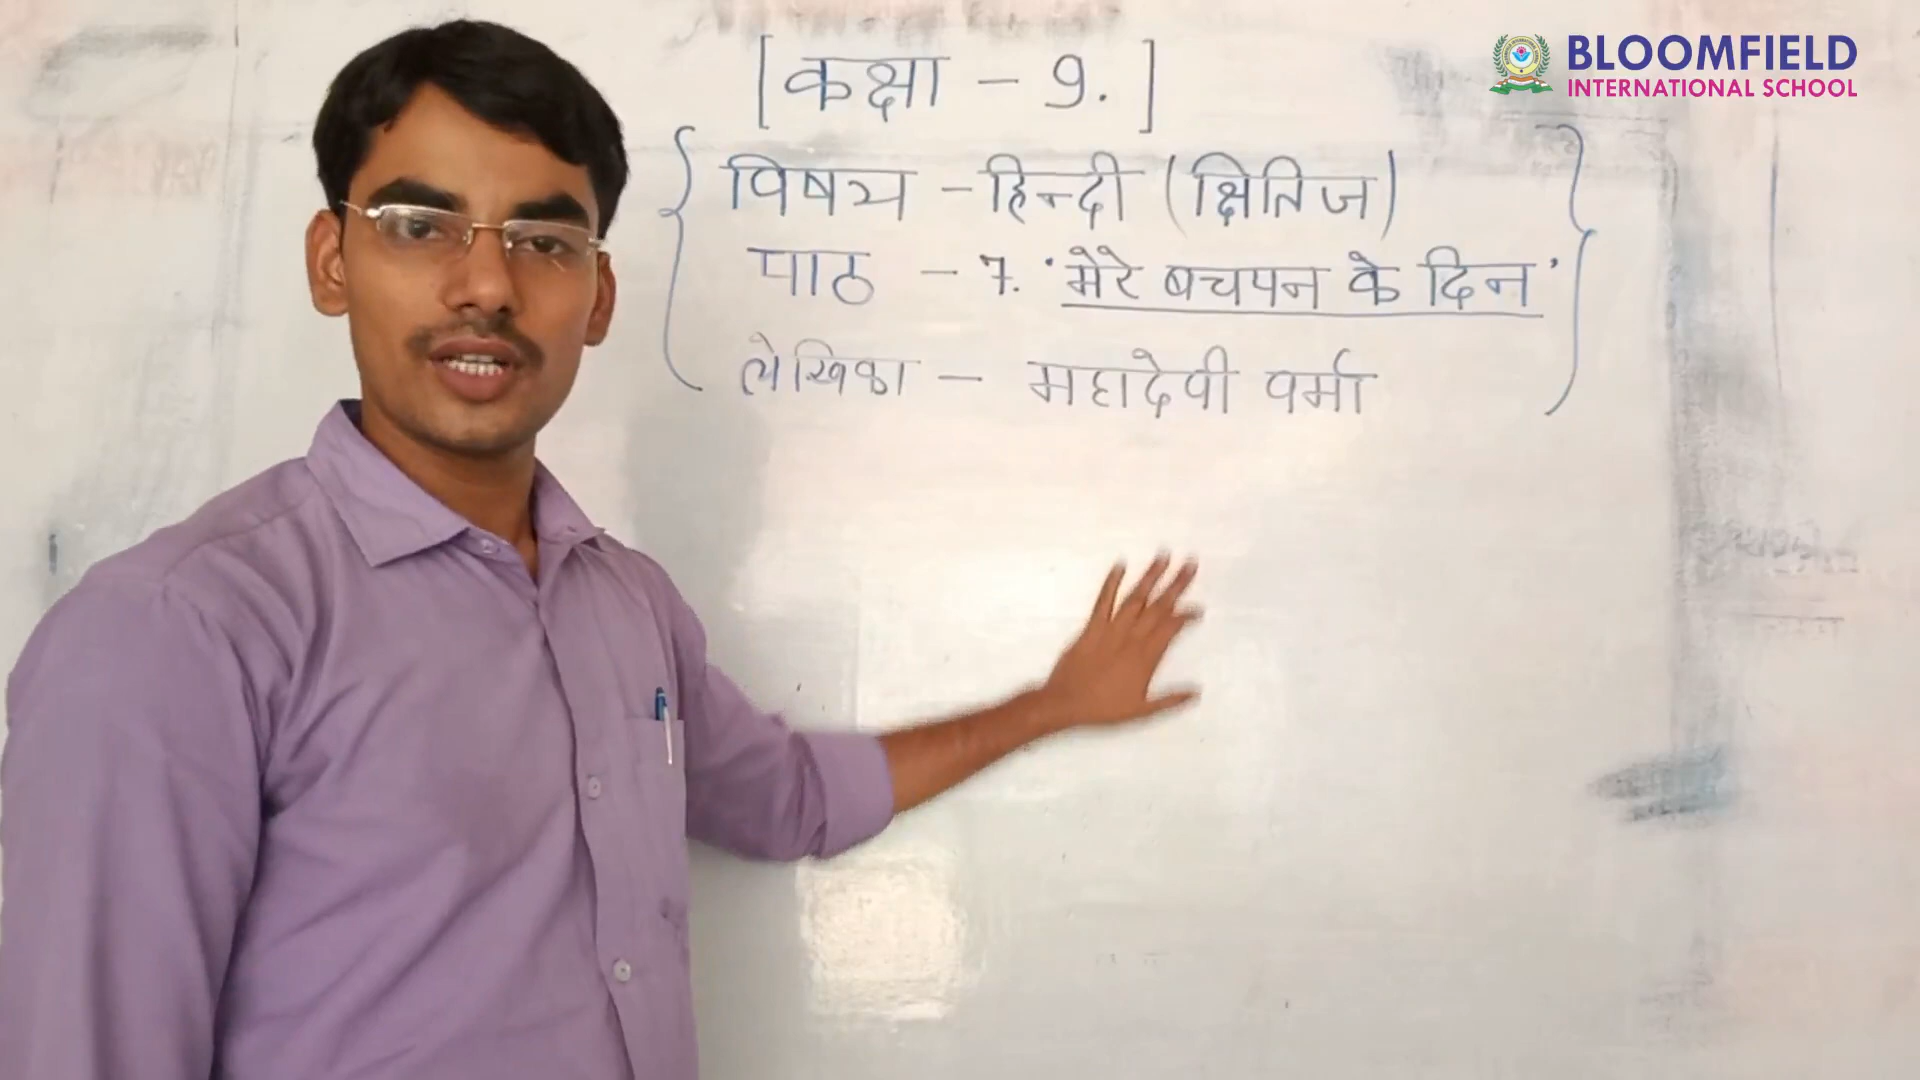 [कक्षा - 9.]
विषय - हिन्दी (क्षितिज)
पाठ - 7. 'मेरे बचपन के दिन'
लेखिका - महादेवी वर्मा
BLOOMFIELD
INTERNATIONAL SCHOOL